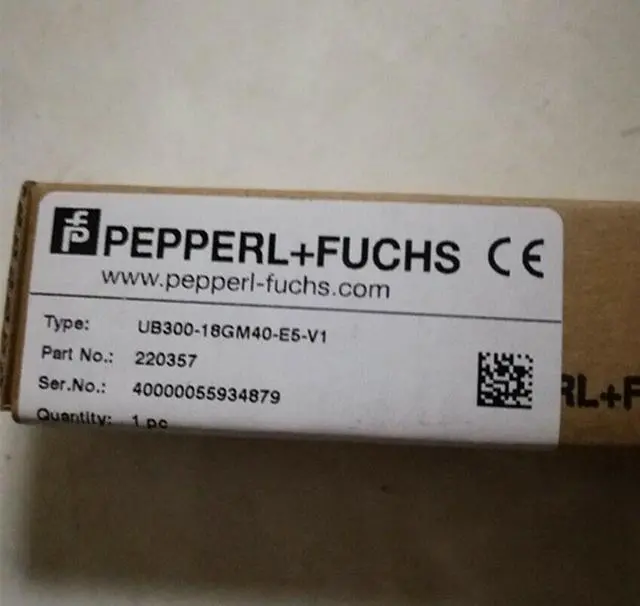 PEPPERL+FUCHS CE
www.pepperl-fuchs.com
Type: UB300-18GM40-E5-V1
Part No.: 220357
Ser.No.: 40000055934879
Quantity: 1 pc
RL+F